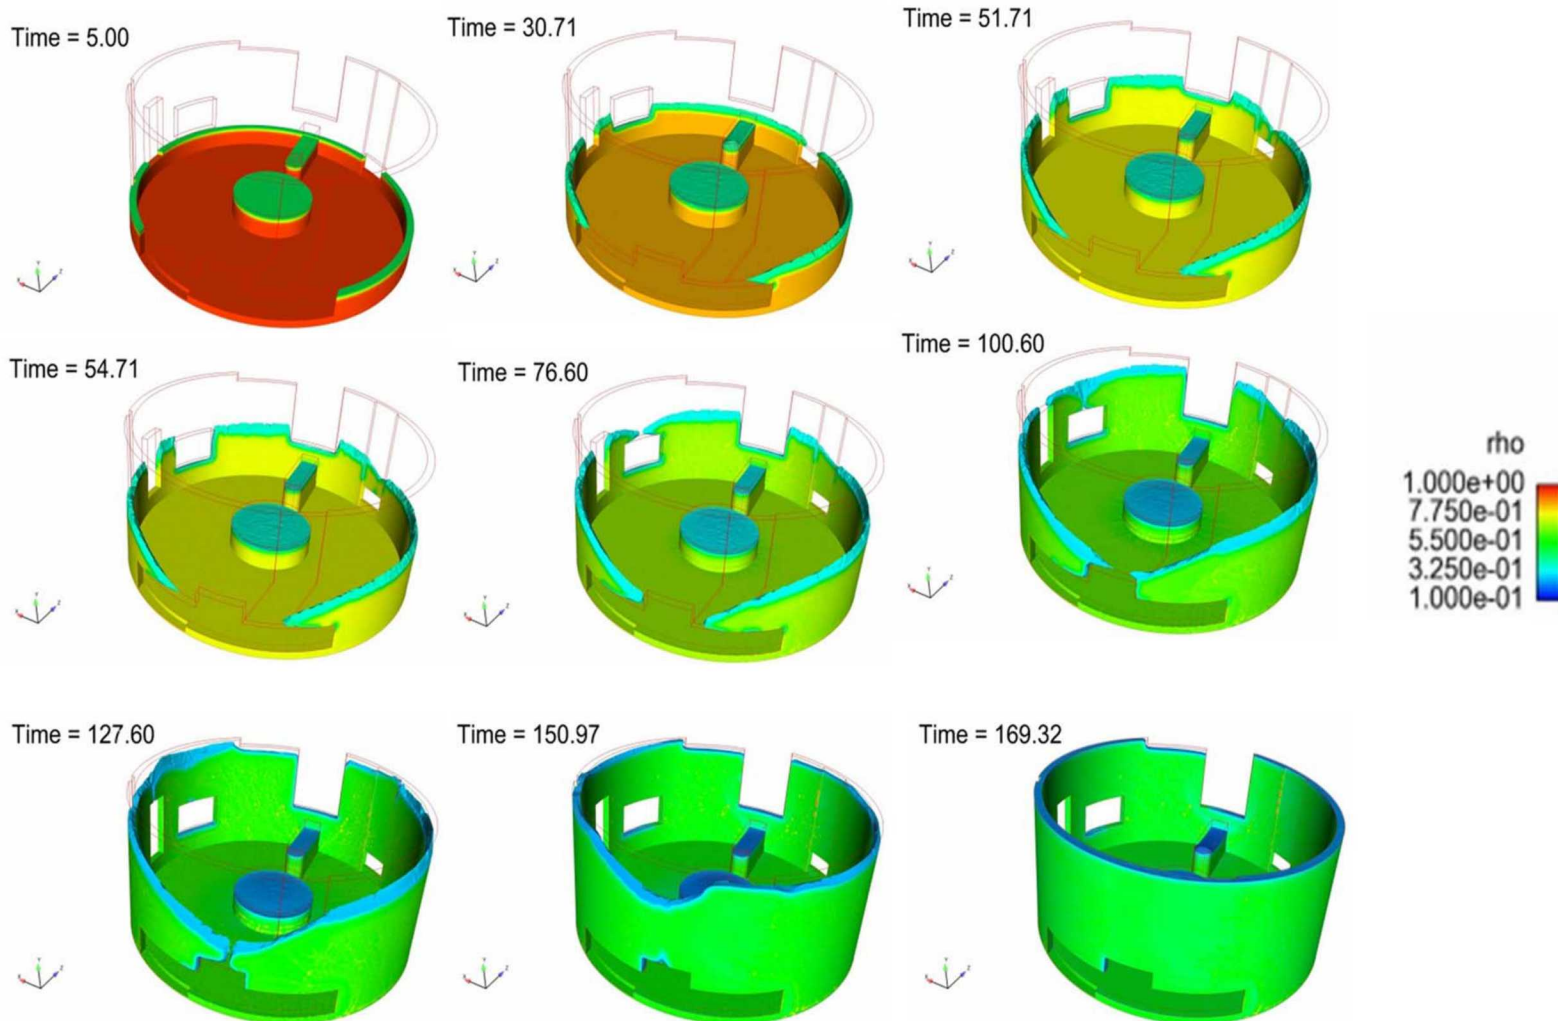 Time = 5.00
Time = 30.71
Time = 51.71
Time = 54.71
Time = 76.60
Time = 100.60
rho
1.000e+00
7.750e-01
5.500e-01
3.250e-01
1.000e-01
Time = 127.60
Time = 150.97
Time = 169.32